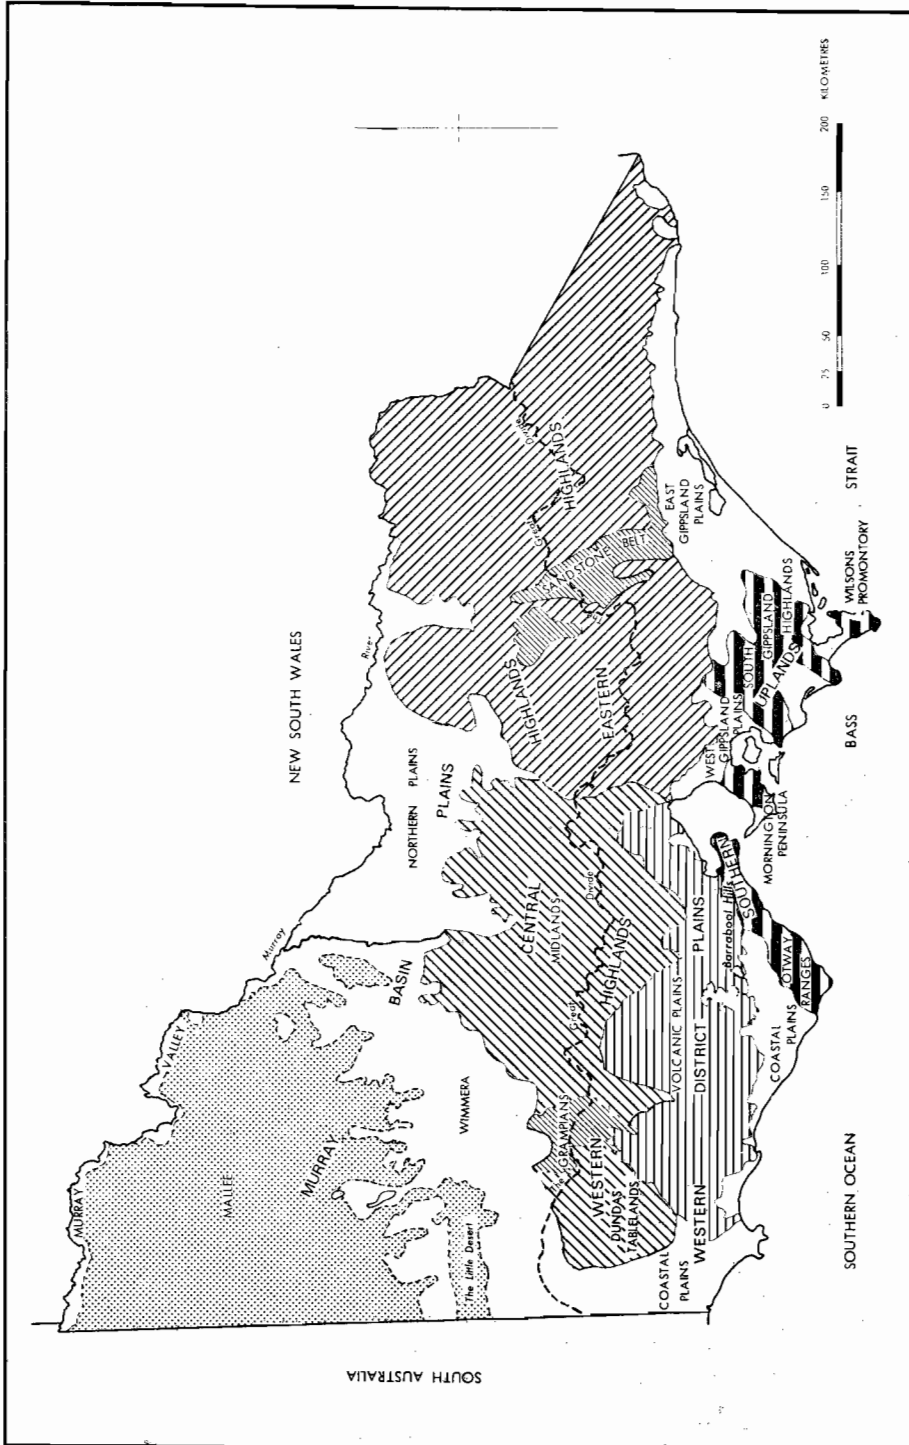 NEW SOUTH WALES
SOUTH AUSTRALIA
MURRAY
VALLEY
Murray
River
MALLEE
MURRAY
BASIN
The Little Desert
WIMMERA
NORTHERN PLAINS
PLAINS
The GRAMPIANS
WESTERN
DUNDAS
TABLELANDS
CENTRAL
MIDLANDS
HIGHLANDS
Great
Divide
HIGHLANDS
EASTERN
SANDSTONE BELT
Great
Divide
HIGHLANDS
COASTAL
PLAINS
WESTERN
DISTRICT
PLAINS
VOLCANIC PLAINS
Barrabool Hills
COASTAL
PLAINS
OTWAY
RANGES
SOUTHERN
UPLANDS
MORNINGTON
PENINSULA
WEST
GIPPSLAND
PLAINS
SOUTH
GIPPSLAND
HIGHLANDS
EAST
GIPPSLAND
PLAINS
WILSONS
PROMONTORY
SOUTHERN OCEAN
BASS
STRAIT
0 25 50 100 150 200 KILOMETRES